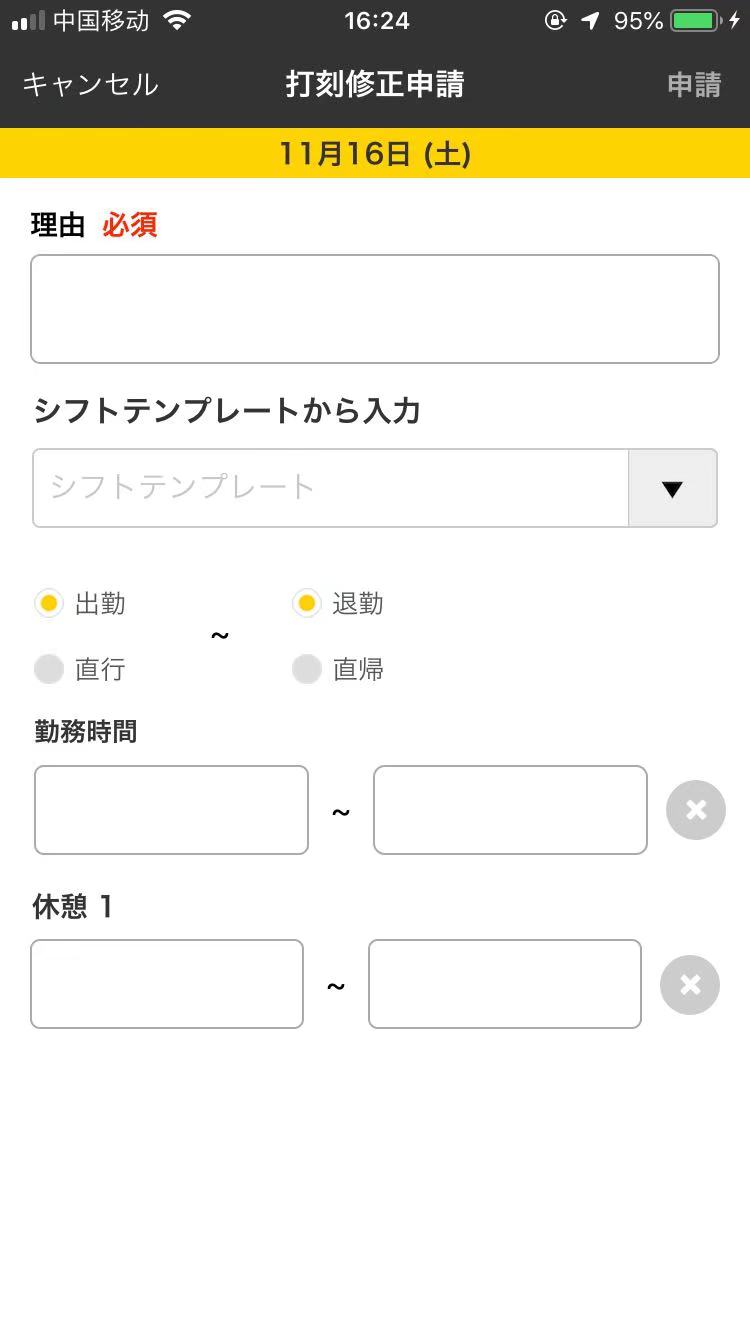 中国移动 16:24 95%
キャンセル 打刻修正申請 申請
11月16日 (土)
理由 必須
シフトテンプレートから入力
シフトテンプレート
出勤 ~ 退勤
直行 直帰
勤務時間
~
休憩 1
~